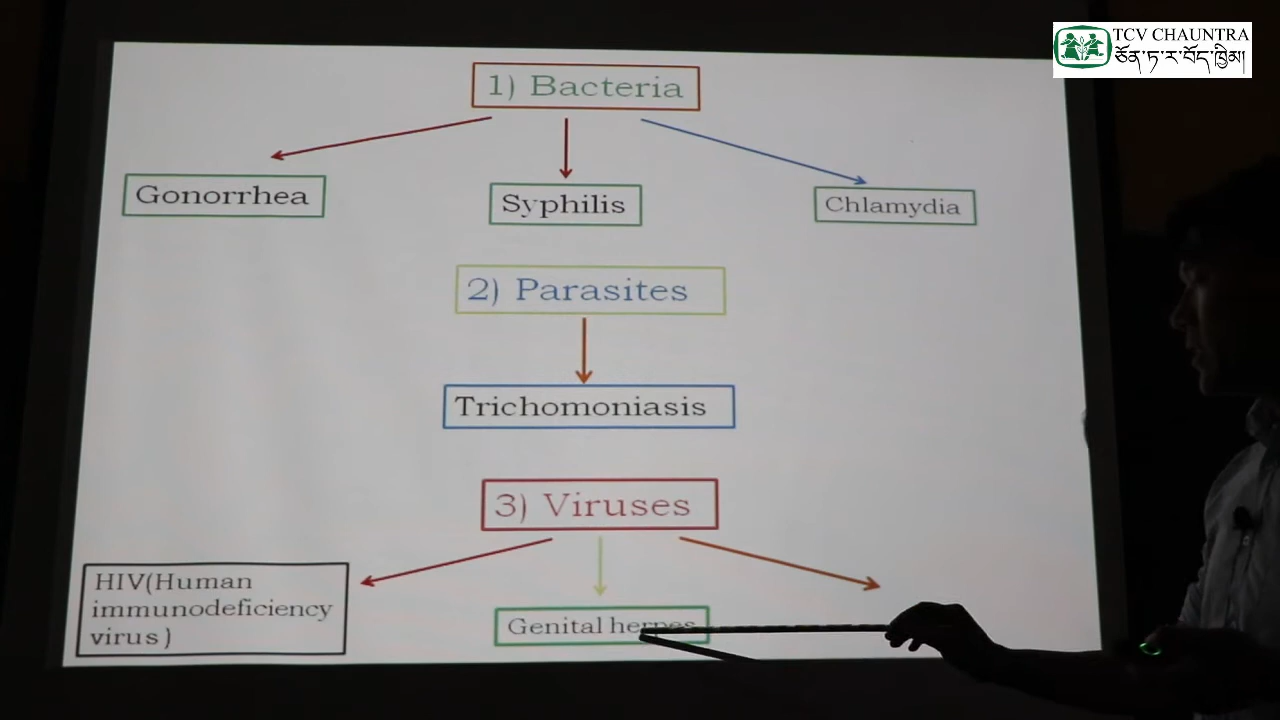 TCV CHAUNTRA
ཅོན་ཏ་ར་བོད་ཁྱིམ།
1) Bacteria
Gonorrhea
Syphilis
Chlamydia
2) Parasites
Trichomoniasis
3) Viruses
HIV(Human
immunodeficiency
virus)
Genital herpes